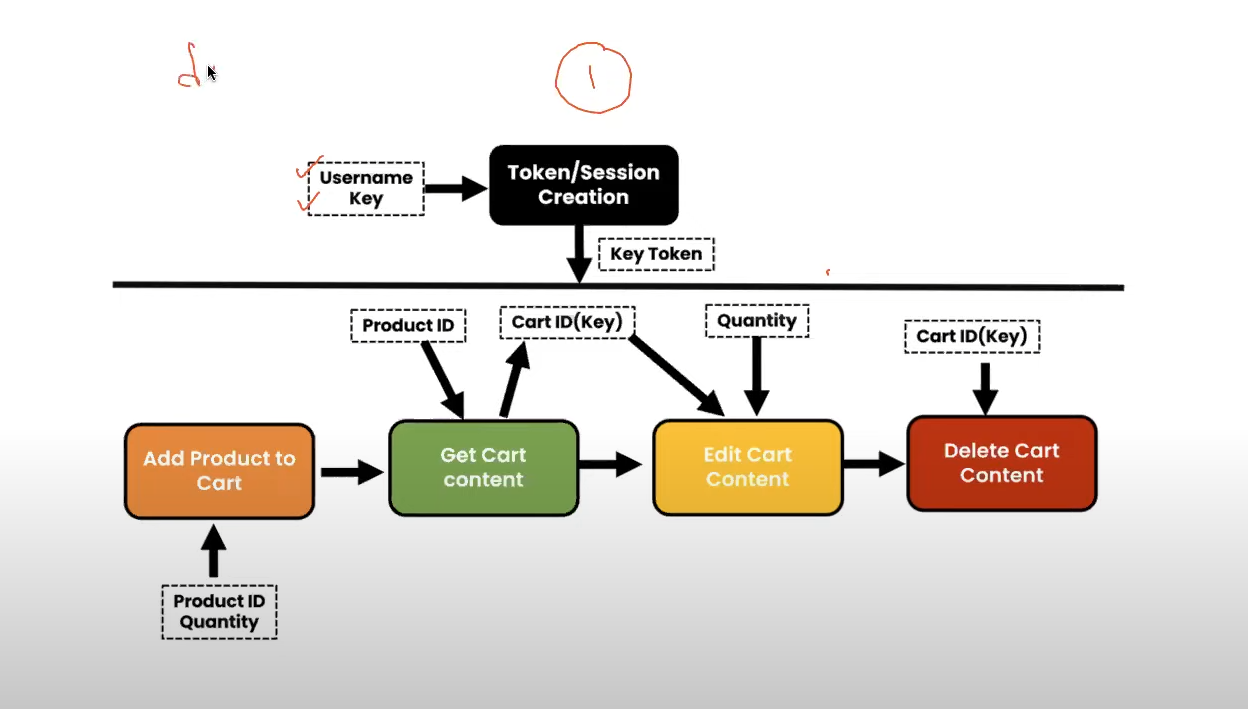 1
Username
Key
Token/Session
Creation
Key Token
Product ID
Cart ID(Key)
Quantity
Cart ID(Key)
Add Product to
Cart
Get Cart
content
Edit Cart
Content
Delete Cart
Content
Product ID
Quantity